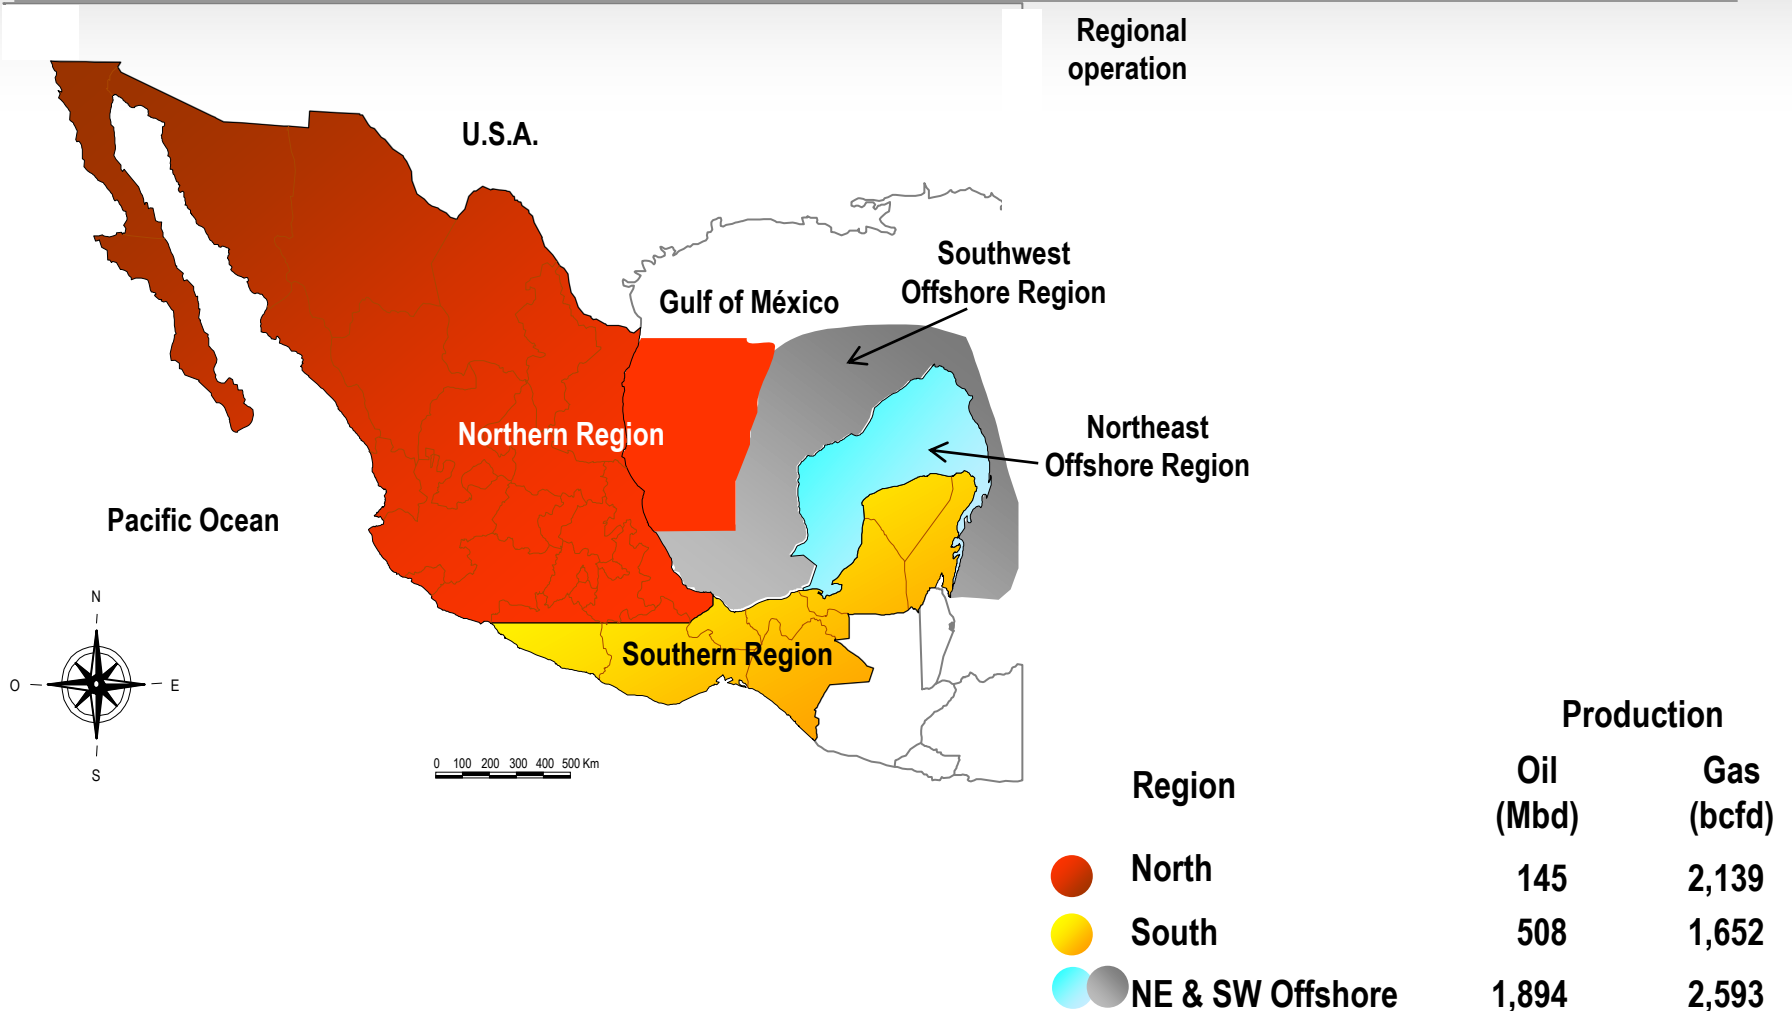 Regional
operation
U.S.A.
Southwest
Offshore Region
Gulf of México
Northeast
Offshore Region
Northern Region
Pacific Ocean
N
O
E
S
Southern Region
0 100 200 300 400 500 Km
Production
Region
Oil
(Mbd)
Gas
(bcfd)
North 145 2,139
South 508 1,652
NE & SW Offshore 1,894 2,593